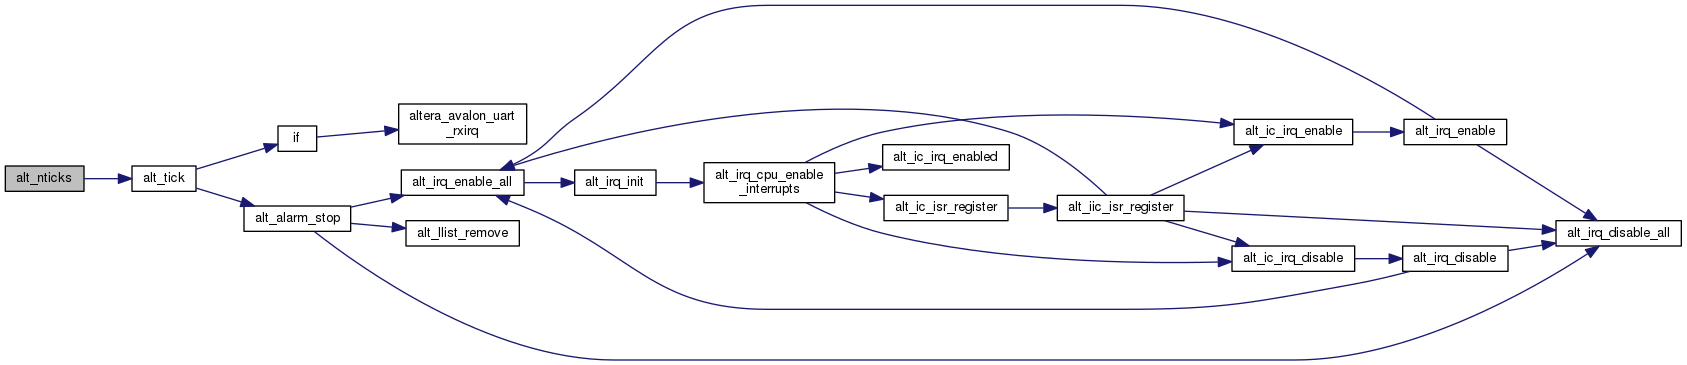 alt_nticks
alt_tick
if
altera_avalon_uart
_rxirq
alt_alarm_stop
alt_irq_enable_all
alt_llist_remove
alt_irq_init
alt_irq_cpu_enable
_interrupts
alt_ic_irq_enabled
alt_ic_isr_register
alt_iic_isr_register
alt_ic_irq_enable
alt_ic_irq_disable
alt_irq_enable
alt_irq_disable
alt_irq_disable_all